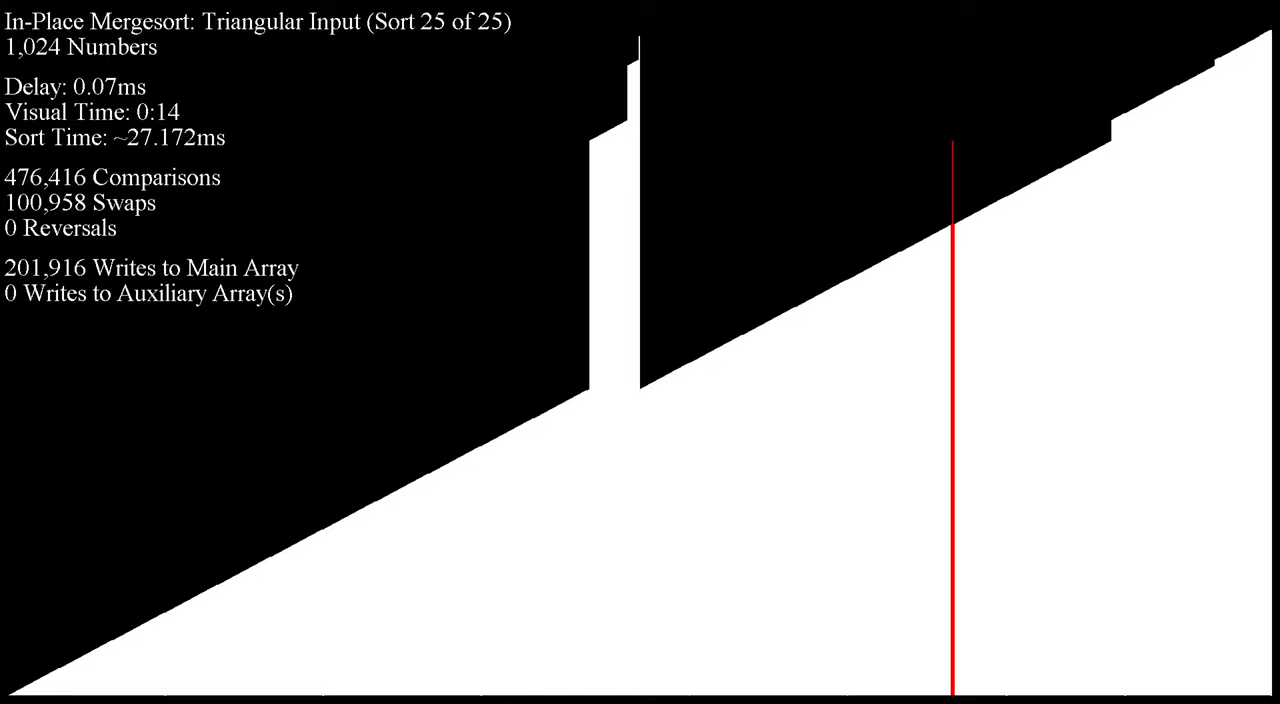 In-Place Mergesort: Triangular Input (Sort 25 of 25)
1,024 Numbers
Delay: 0.07ms
Visual Time: 0:14
Sort Time: ~27.172ms
476,416 Comparisons
100,958 Swaps
0 Reversals
201,916 Writes to Main Array
0 Writes to Auxiliary Array(s)